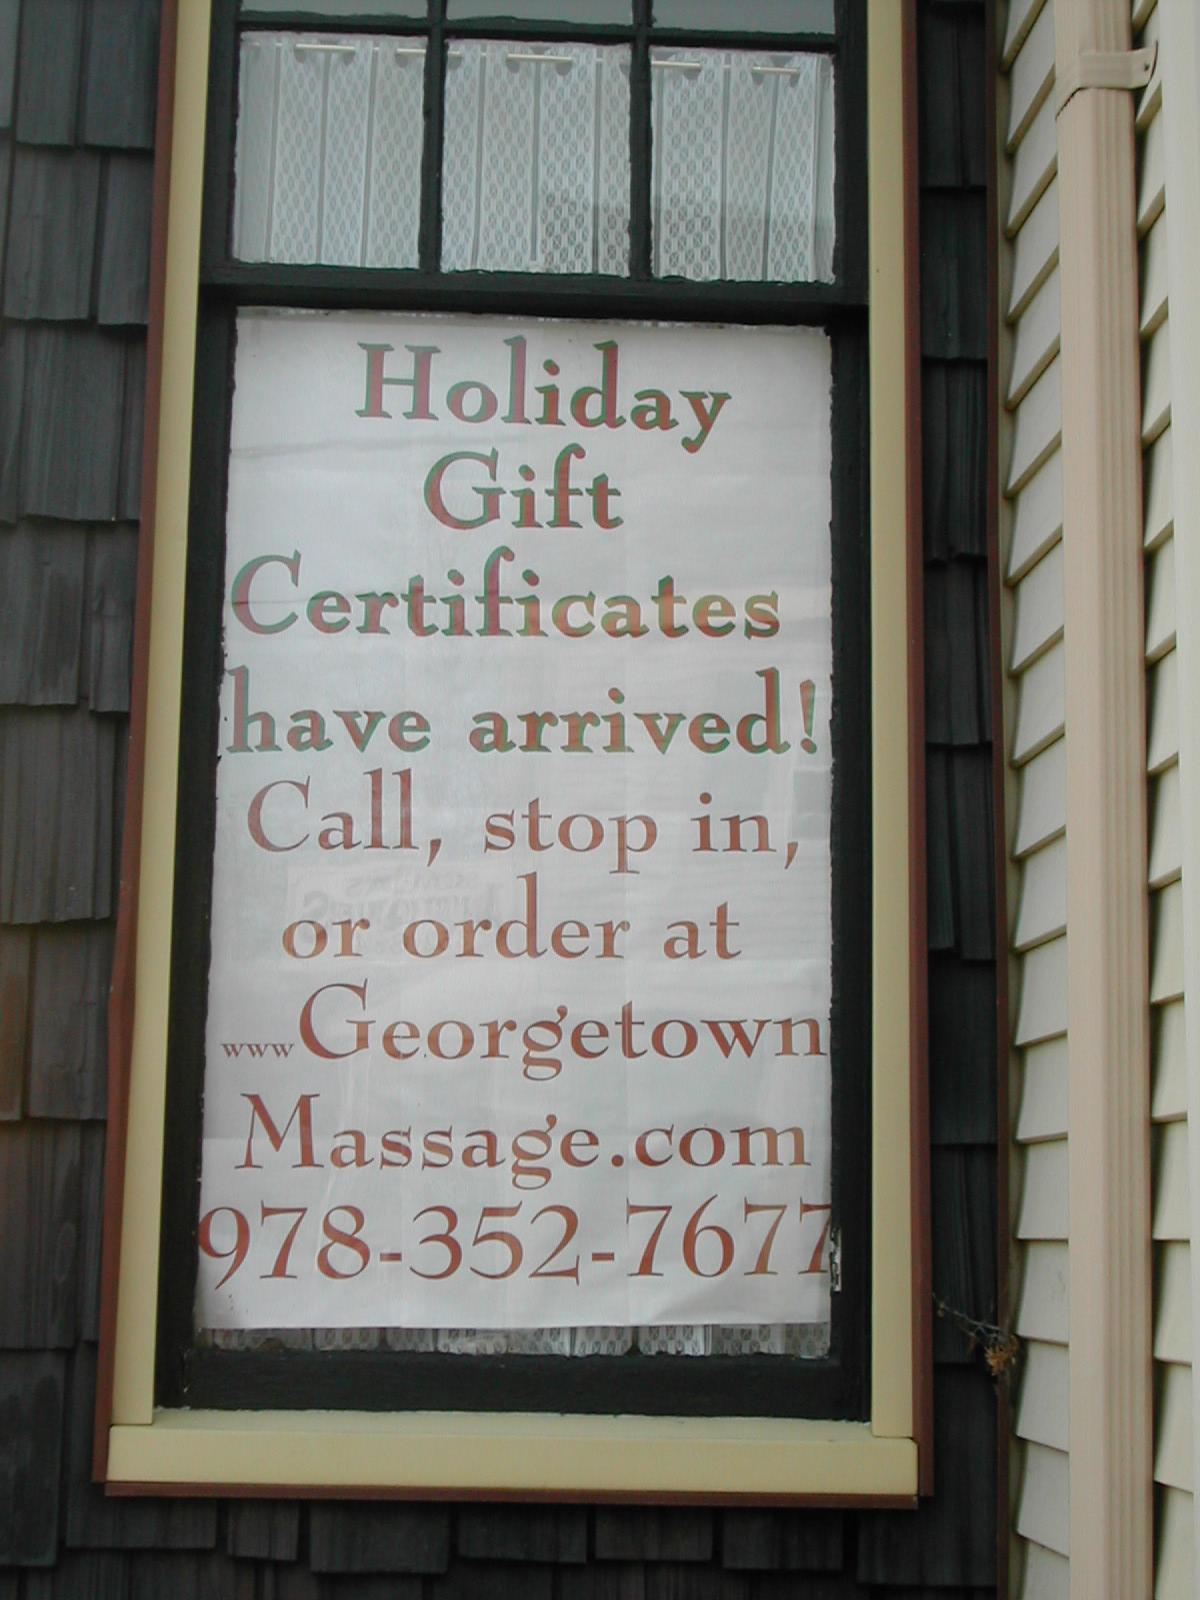 Holiday
Gift
Certificates
have arrived!
Call, stop in,
or order at
www.Georgetown
Massage.com
978-352-7677